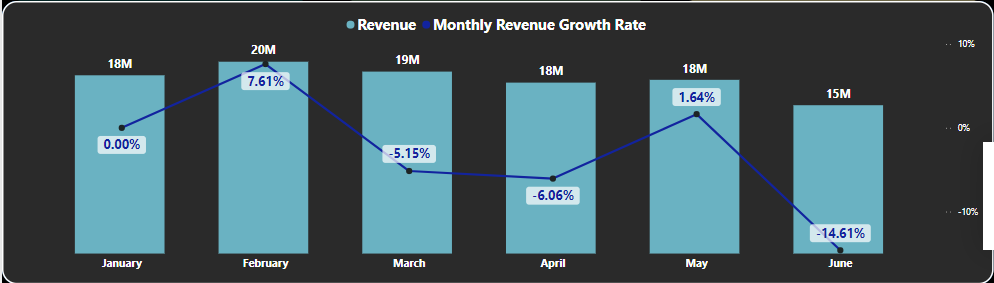 Revenue Monthly Revenue Growth Rate
20M
18M
19M
18M
18M
15M
10%
0%
-10%
7.61%
1.64%
0.00%
-5.15%
-6.06%
-14.61%
January February March April May June